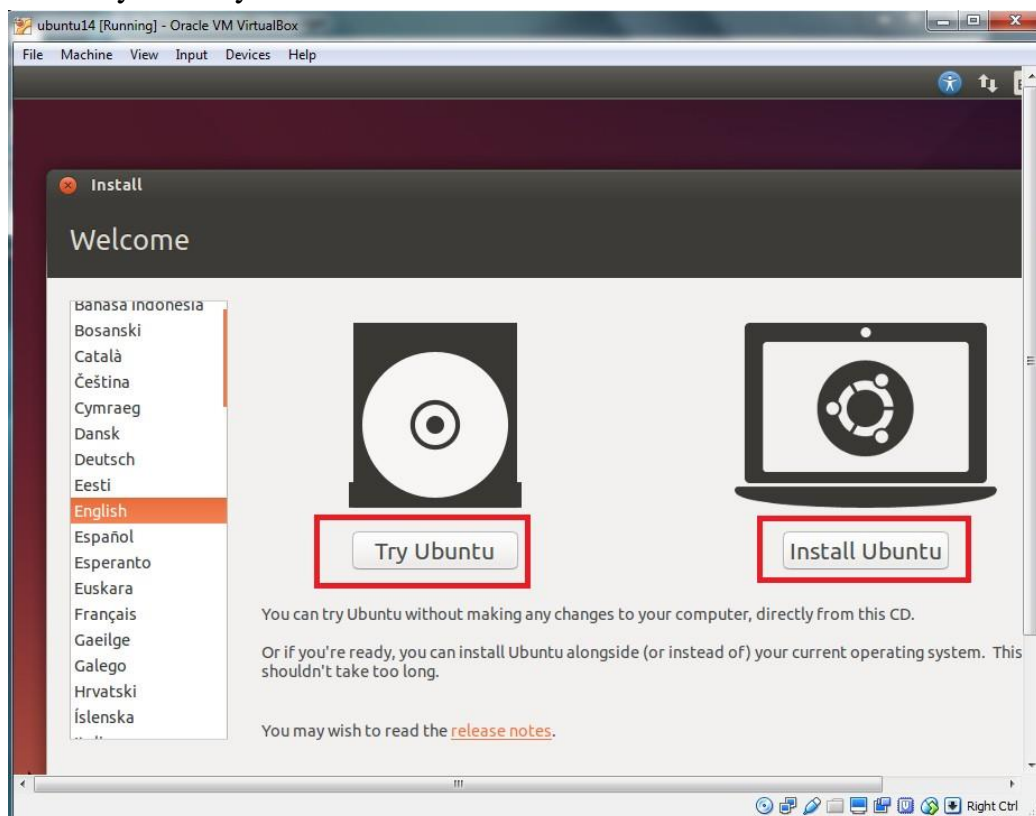 ubuntu14 [Running] - Oracle VM VirtualBox
File Machine View Input Devices Help
Install
Welcome
Bahasa Indonesia
Bosanski
Català
Čeština
Cymraeg
Dansk
Deutsch
Eesti
English
Español
Esperanto
Euskara
Français
Gaeilge
Galego
Hrvatski
Íslenska
Try Ubuntu
Install Ubuntu
You can try Ubuntu without making any changes to your computer, directly from this CD.
Or if you're ready, you can install Ubuntu alongside (or instead of) your current operating system. This
shouldn't take too long.
You may wish to read the release notes.
Right Ctrl